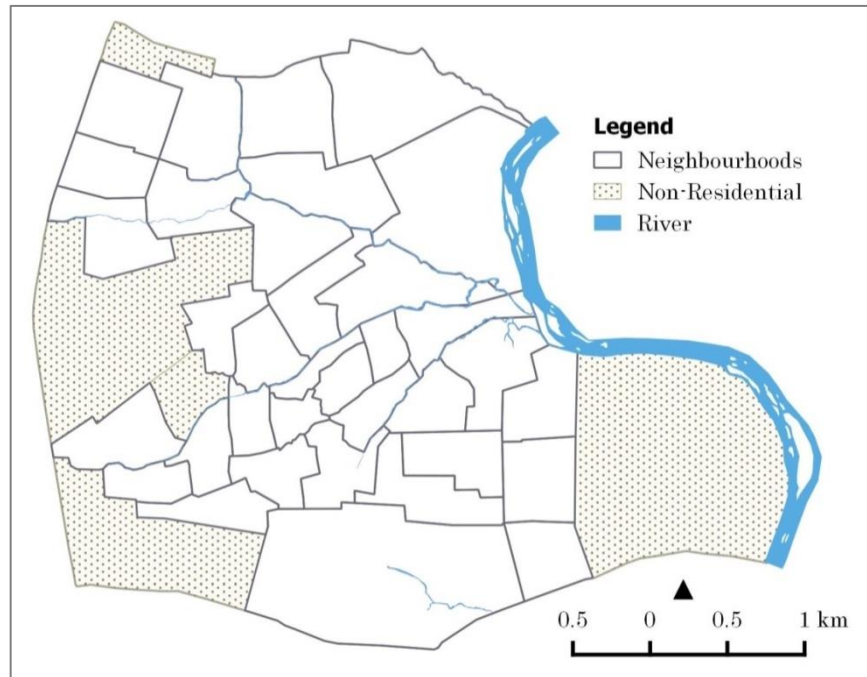 Legend
Neighbourhoods
Non-Residential
River
0.5 0 0.5 1 km